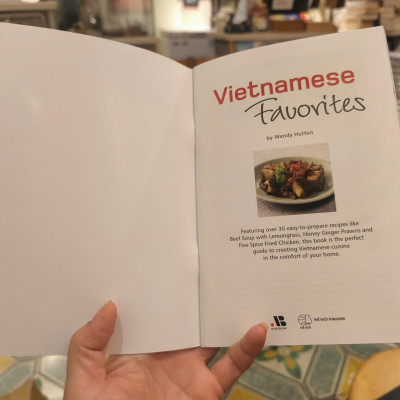 Vietnamese
Favorites
by Wendy Hutton
Featuring over 30 easy-to-prepare recipes like
Beef Soup with Lemongrass, Honey Ginger Prawns and
Five Spice Fried Chicken, this book is the perfect
guide to creating Vietnamese cuisine
in the comfort of your home.